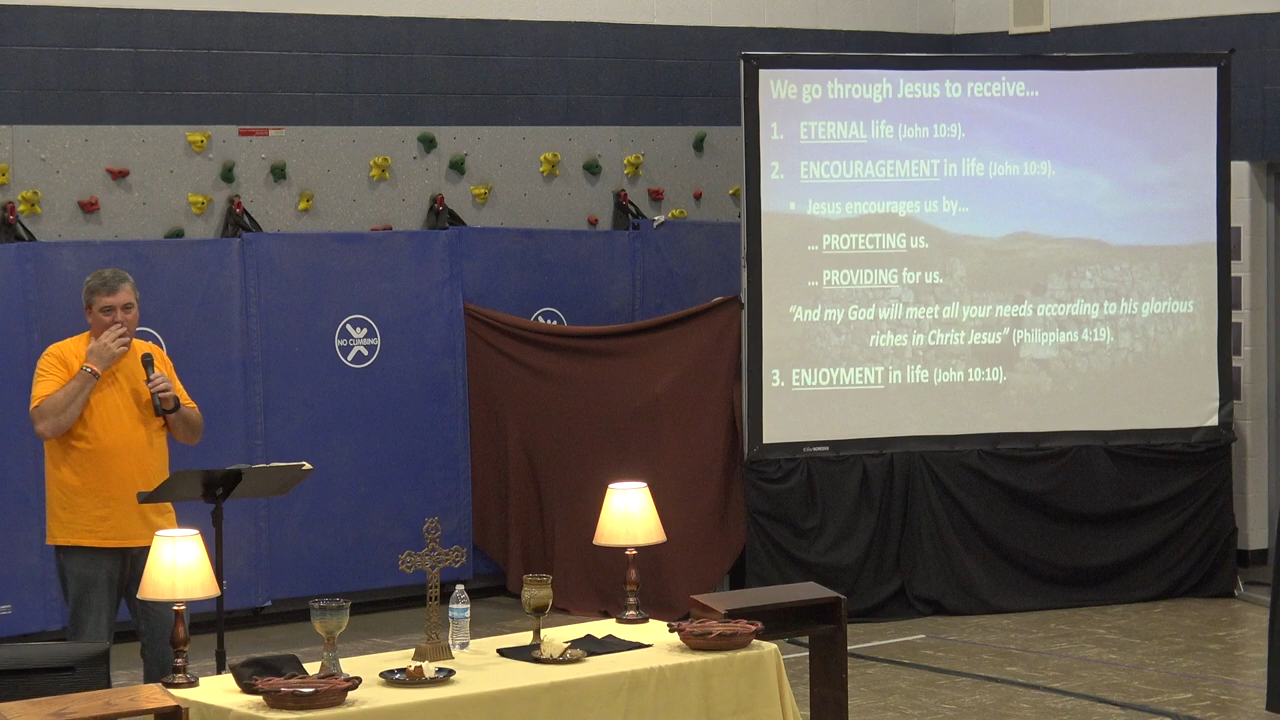 We go through Jesus to receive...
1. ETERNAL life (John 10:9).
2. ENCOURAGEMENT in life (John 10:9).
▪ Jesus encourages us by...
... PROTECTING us.
... PROVIDING for us.
“And my God will meet all your needs according to his glorious
riches in Christ Jesus” (Philippians 4:19).
3. ENJOYMENT in life (John 10:10).
NO CLIMBING